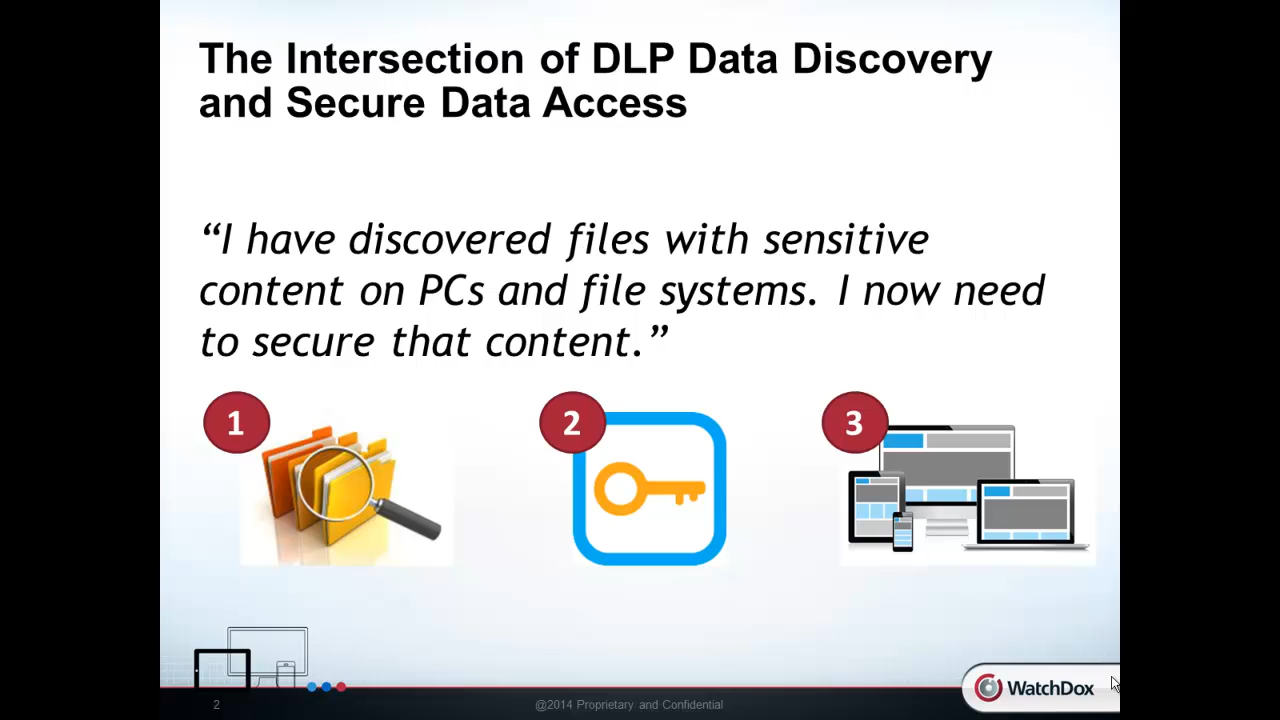 The Intersection of DLP Data Discovery
and Secure Data Access
“I have discovered files with sensitive
content on PCs and file systems. I now need
to secure that content.”
1
2
3
2
@2014 Proprietary and Confidential
WatchDox